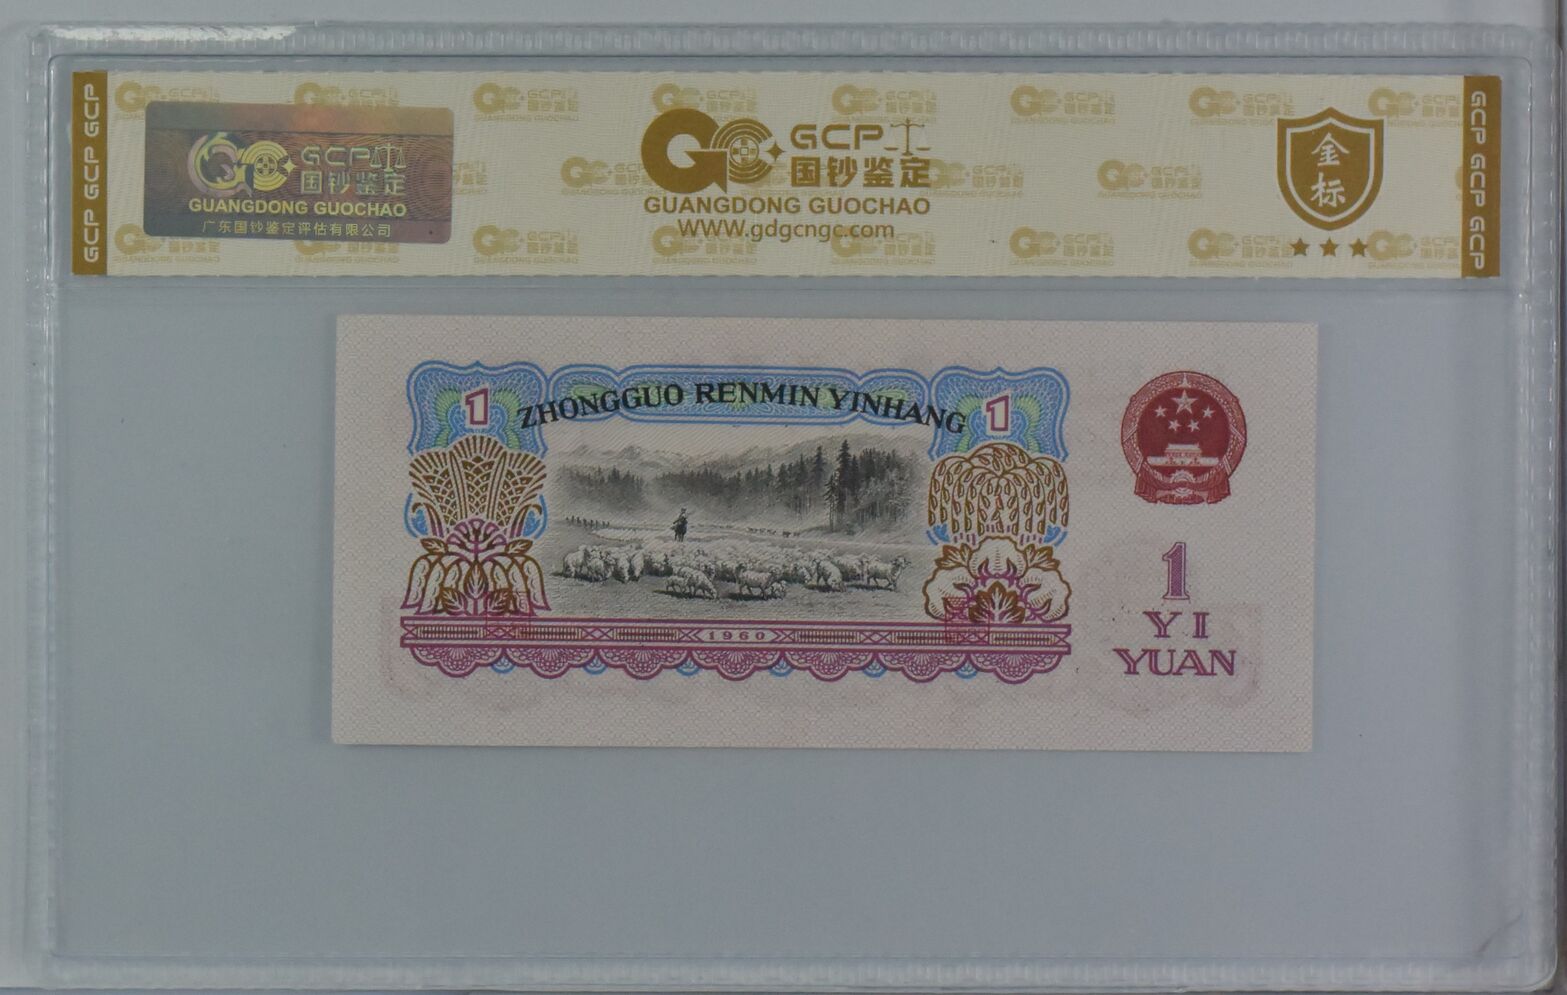 GCP GCP GCP
GCP 国钞鉴定
GUANGDONG GUOCHAO
广东国钞鉴定评估有限公司
GCP
国钞鉴定
GUANGDONG GUOCHAO
WWW.gdgcngc.com
金
标
GCP GCP GCP
1
ZHONGGUO RENMIN YINHANG
1
1960
1
YI
YUAN